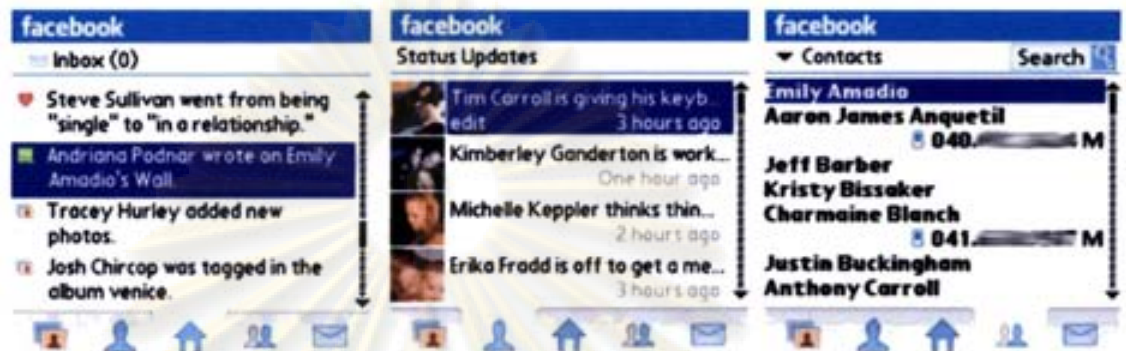 facebook
Inbox (0)
Steve Sullivan went from being
"single" to "in a relationship."
Andriana Podnar wrote on Emily
Amadio's Wall.
Tracey Hurley added new
photos.
Josh Chircop was tagged in the
album venice.
facebook
Status Updates
Tim Carroll is giving his keyb...
edit 3 hours ago
Kimberley Ganderton is work...
One hour ago
Michelle Keppler thinks thin...
2 hours ago
Erika Fradd is off to get a me...
3 hours ago
facebook
Contacts Search
Emily Amadio
Aaron James Anquetil
040. M
Jeff Barber
Kristy Bissaker
Charmaine Blanch
041. M
Justin Buckingham
Anthony Carroll